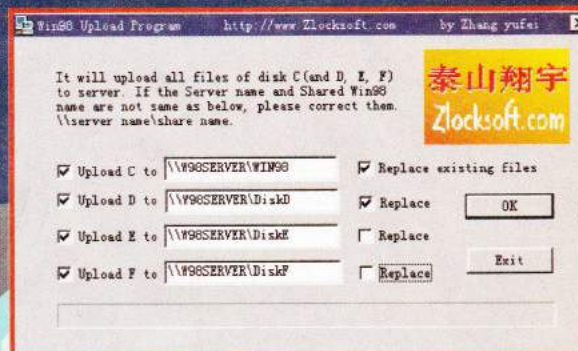 Win98 Upload Program http://www.Zlocksoft.com by Zhang yufei
It will upload all files of disk C(and D, E, F)
to server. If the Server name and Shared Win98
name are not same as below, please correct them.
\\server name\share name.
泰山翔宇
Zlocksoft.com
Upload C to \\W98SERVER\WIN98 Replace existing files
Upload D to \\W98SERVER\DiskD Replace OK
Upload E to \\W98SERVER\DiskE Replace
Exit
Upload F to \\W98SERVER\DiskF Replace